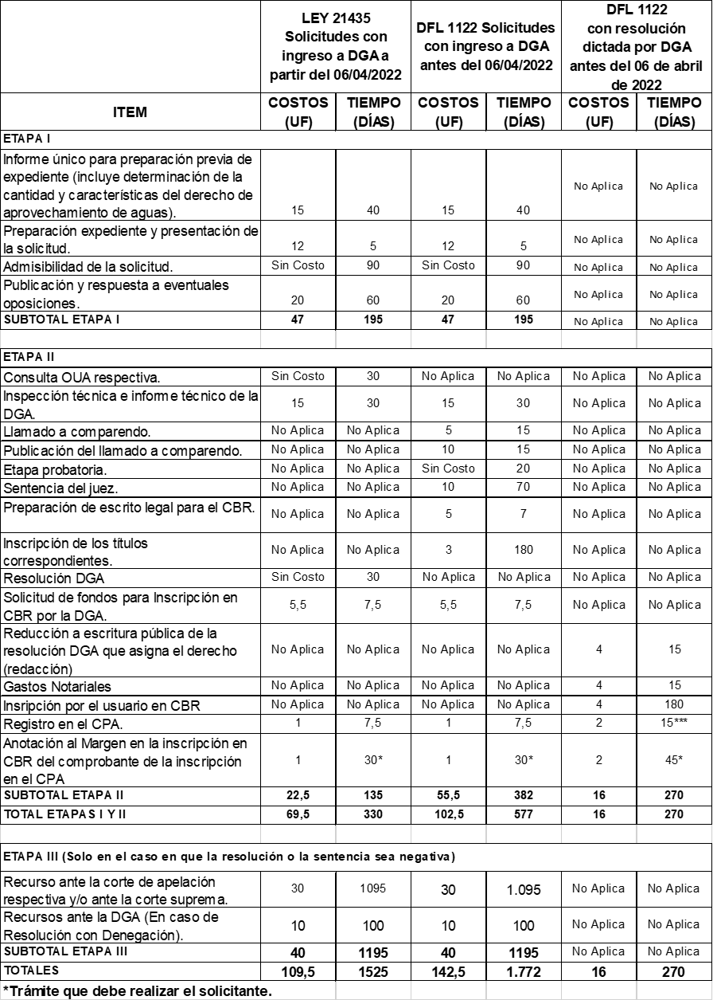 LEY 21435
Solicitudes con
ingreso a DGA a
partir del 06/04/2022
DFL 1122 Solicitudes
con ingreso a DGA
antes del 06/04/2022
DFL 1122
con resolución
dictada por DGA
antes del 06 de abril
de 2022
ITEM
COSTOS (UF) TIEMPO (DÍAS) COSTOS (UF) TIEMPO (DÍAS) COSTOS (UF) TIEMPO (DÍAS)
ETAPA I
Informe único para preparación previa de
expediente (incluye determinación de la
cantidad y características del derecho de
aprovechamiento de aguas). 15 40 15 40 No Aplica No Aplica
Preparación expediente y presentación de
la solicitud. 12 5 12 5 No Aplica No Aplica
Admisibilidad de la solicitud. Sin Costo 90 Sin Costo 90 No Aplica No Aplica
Publicación y respuesta a eventuales
oposiciones. 20 60 20 60 No Aplica No Aplica
SUBTOTAL ETAPA I 47 195 47 195 No Aplica No Aplica
ETAPA II
Consulta OUA respectiva. Sin Costo 30 No Aplica No Aplica No Aplica No Aplica
Inspección técnica e informe técnico de la
DGA. 15 30 15 30 No Aplica No Aplica
Llamado a comparendo. No Aplica No Aplica 5 15 No Aplica No Aplica
Publicación del llamado a comparendo. No Aplica No Aplica 10 15 No Aplica No Aplica
Etapa probatoria. No Aplica No Aplica Sin Costo 20 No Aplica No Aplica
Sentencia del juez. No Aplica No Aplica 10 70 No Aplica No Aplica
Preparación de escrito legal para el CBR. No Aplica No Aplica 5 7 No Aplica No Aplica
Inscripción de los títulos
correspondientes. No Aplica No Aplica 3 180 No Aplica No Aplica
Resolución DGA Sin Costo 30 No Aplica No Aplica No Aplica No Aplica
Solicitud de fondos para Inscripción en
CBR por la DGA. 5,5 7,5 5,5 7,5 No Aplica No Aplica
Reducción a escritura pública de la
resolución DGA que asigna el derecho
(redacción) No Aplica No Aplica No Aplica No Aplica 4 15
Gastos Notariales No Aplica No Aplica No Aplica No Aplica 4 15
Insripción por el usuario en CBR No Aplica No Aplica No Aplica No Aplica 4 180
Registro en el CPA. 1 7,5 1 7,5 2 15***
Anotación al Margen en la inscripción en
CBR del comprobante de la inscripción
en el CPA 1 30* 1 30* 2 45*
SUBTOTAL ETAPA II 22,5 135 55,5 382 16 270
TOTAL ETAPAS I Y II 69,5 330 102,5 577 16 270
ETAPA III (Solo en el caso en que la resolución o la sentencia sea negativa)
Recurso ante la corte de apelación
respectiva y/o ante la corte suprema. 30 1095 30 1.095 No Aplica No Aplica
Recursos ante la DGA (En caso de
Resolución con Denegación). 10 100 10 100 No Aplica No Aplica
SUBTOTAL ETAPA III 40 1195 40 1195 No Aplica No Aplica
TOTALES 109,5 1525 142,5 1.772 16 270
*Trámite que debe realizar el solicitante.